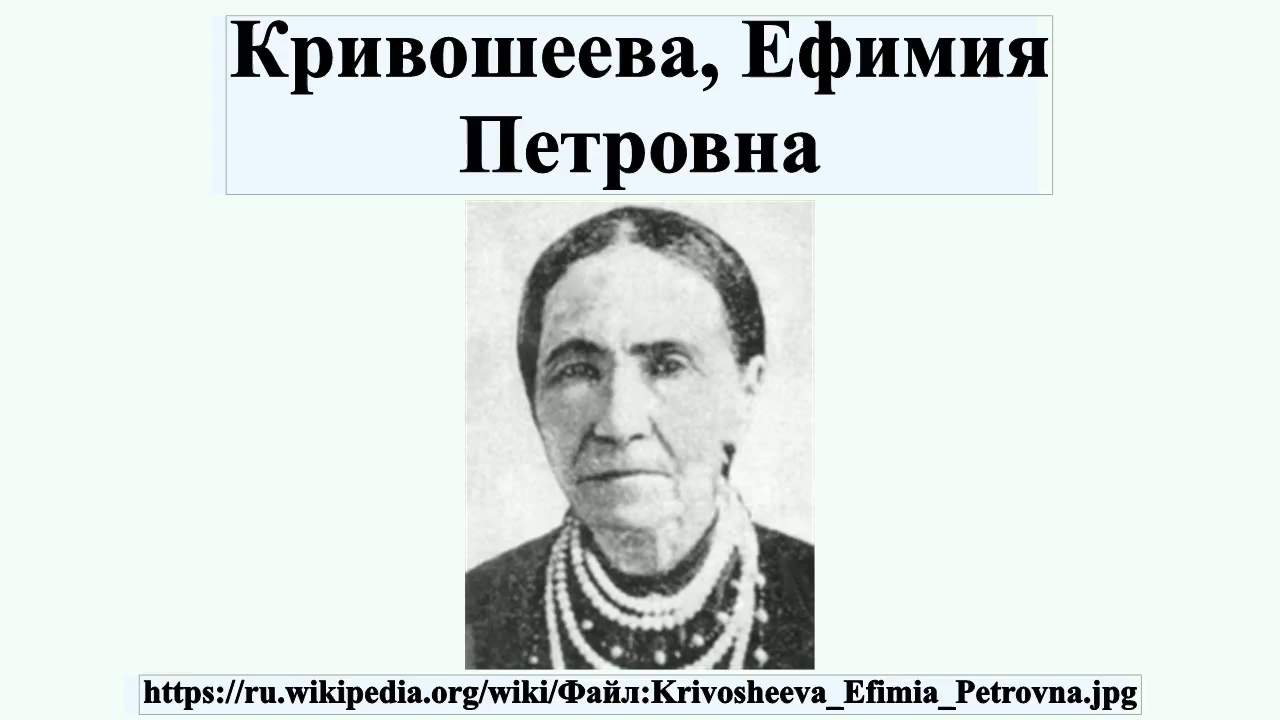 Кривошеева, Ефимия
Петровна
https://ru.wikipedia.org/wiki/Файл:Krivosheeva_Efimia_Petrovna.jpg